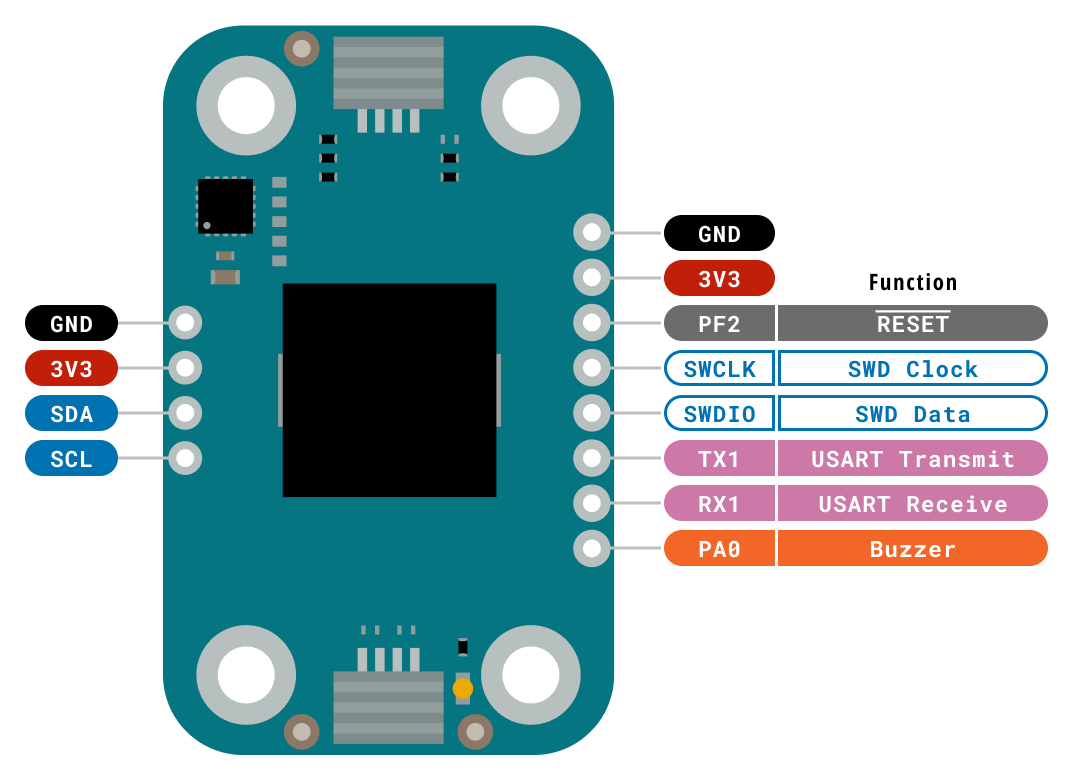 GND
3V3
Function
GND
PF2 RESET
3V3
SWCLK SWD Clock
SDA
SWDIO SWD Data
SCL
TX1 USART Transmit
RX1 USART Receive
PA0 Buzzer